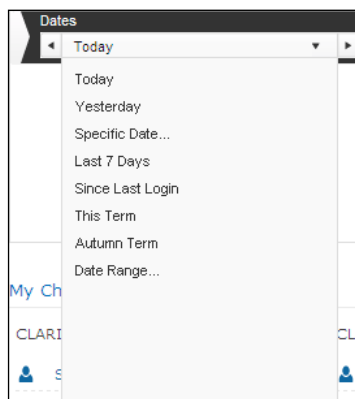 Dates
Today
Today
Yesterday
Specific Date...
Last 7 Days
Since Last Login
This Term
Autumn Term
Date Range...
My Ch
CLARI
CL
S